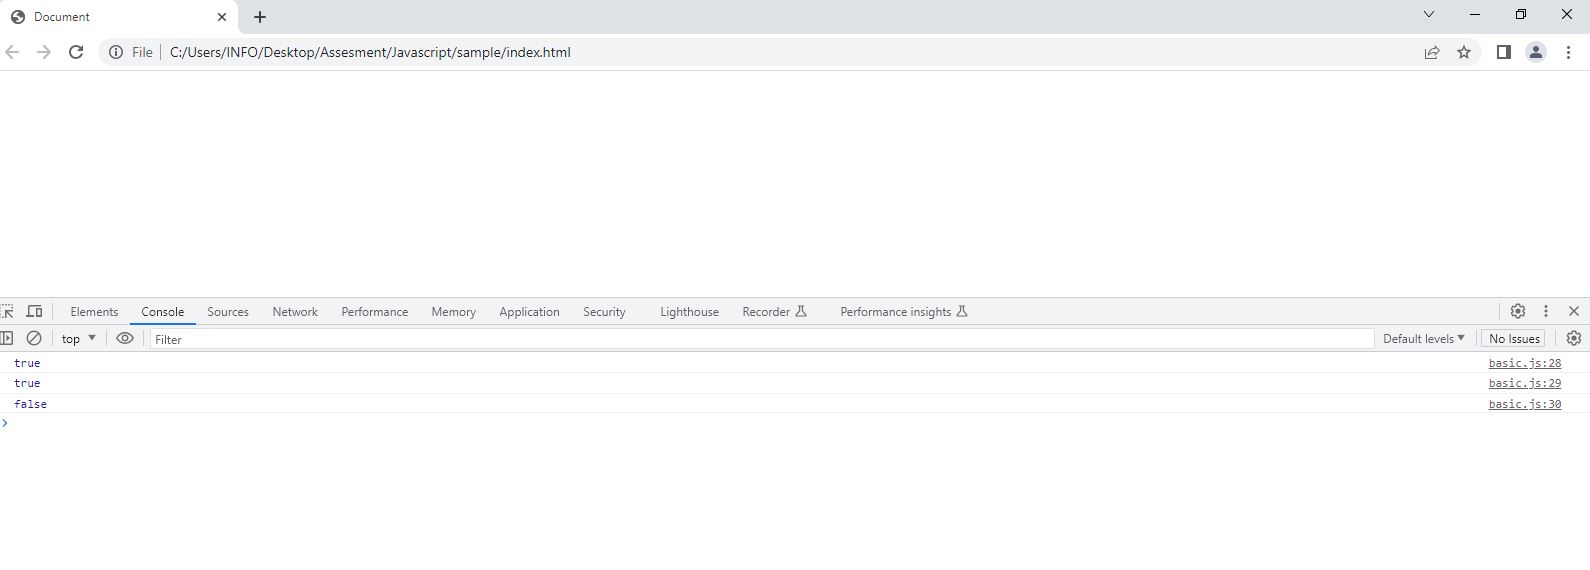 Document
File C:/Users/INFO/Desktop/Assesment/Javascript/sample/index.html
Elements Console Sources Network Performance Memory Application Security Lighthouse Recorder Performance insights
top Filter Default levels No Issues
true basic.js:28
true basic.js:29
false basic.js:30